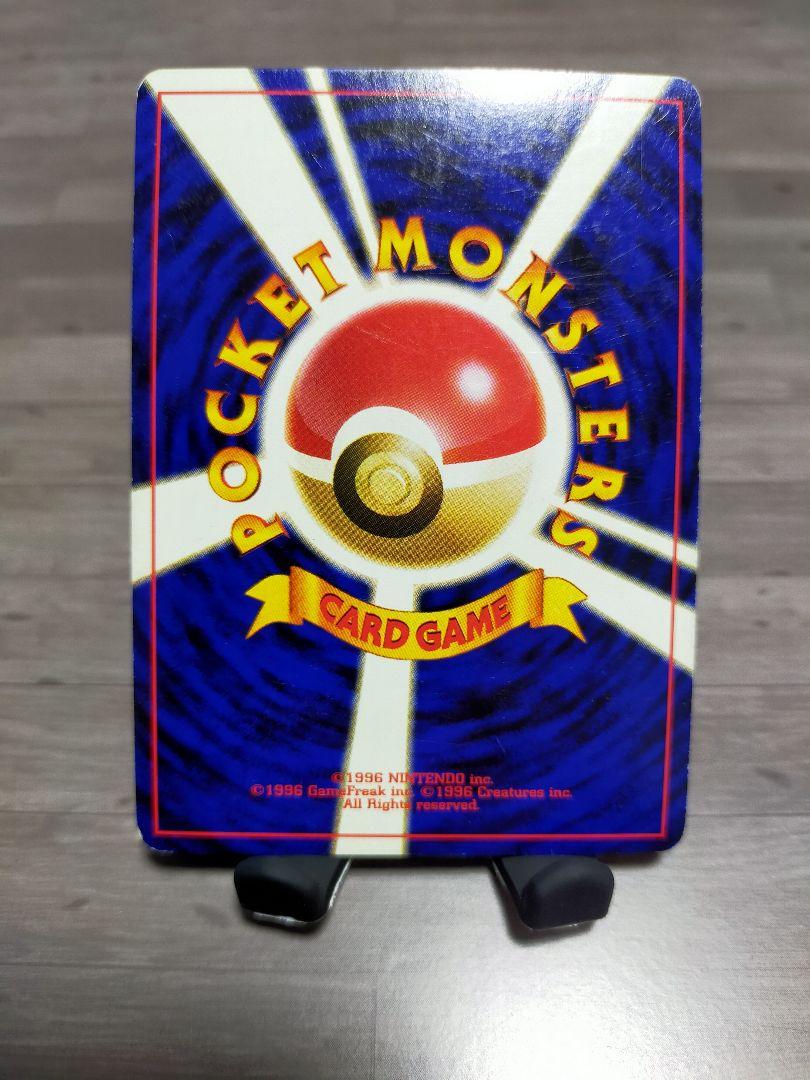 POCKET MONSTERS
CARD GAME
©1996 NINTENDO inc.
©1996 GameFreak inc. ©1996 Creatures inc.
All Rights reserved.